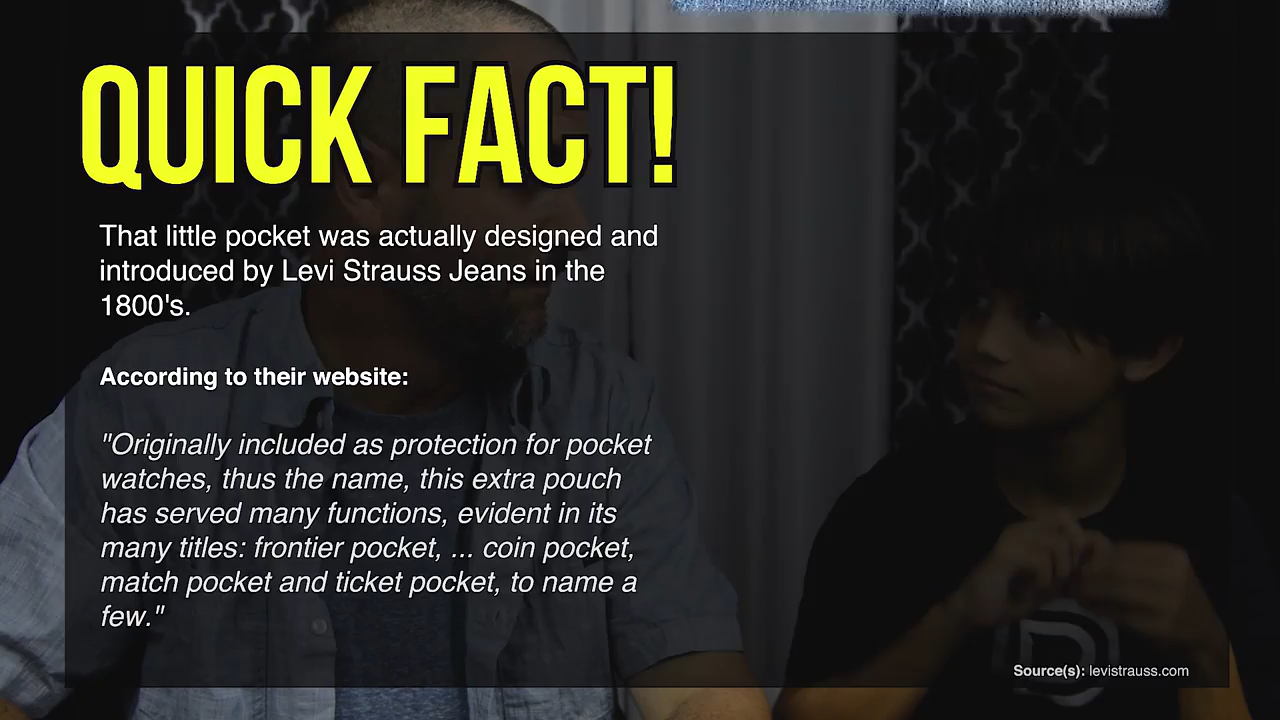 QUICK FACT!
That little pocket was actually designed and
introduced by Levi Strauss Jeans in the
1800's.
According to their website:
"Originally included as protection for pocket
watches, thus the name, this extra pouch
has served many functions, evident in its
many titles: frontier pocket, ... coin pocket,
match pocket and ticket pocket, to name a
few."
Source(s): levistrauss.com